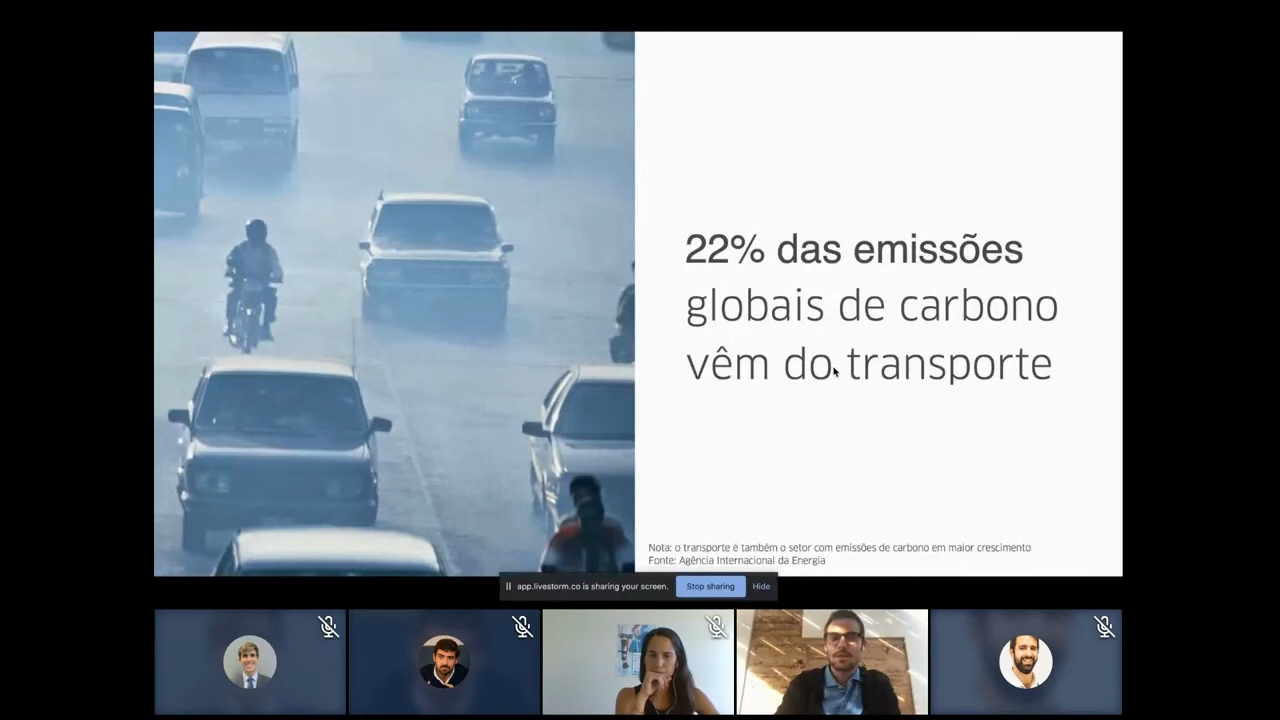 22% das emissões
globais de carbono
vêm do transporte
Nota: o transporte é também o setor com emissões de carbono em maior crescimento
Fonte: Agência Internacional da Energia
app.livestorm.co is sharing your screen.
Stop sharing
Hide